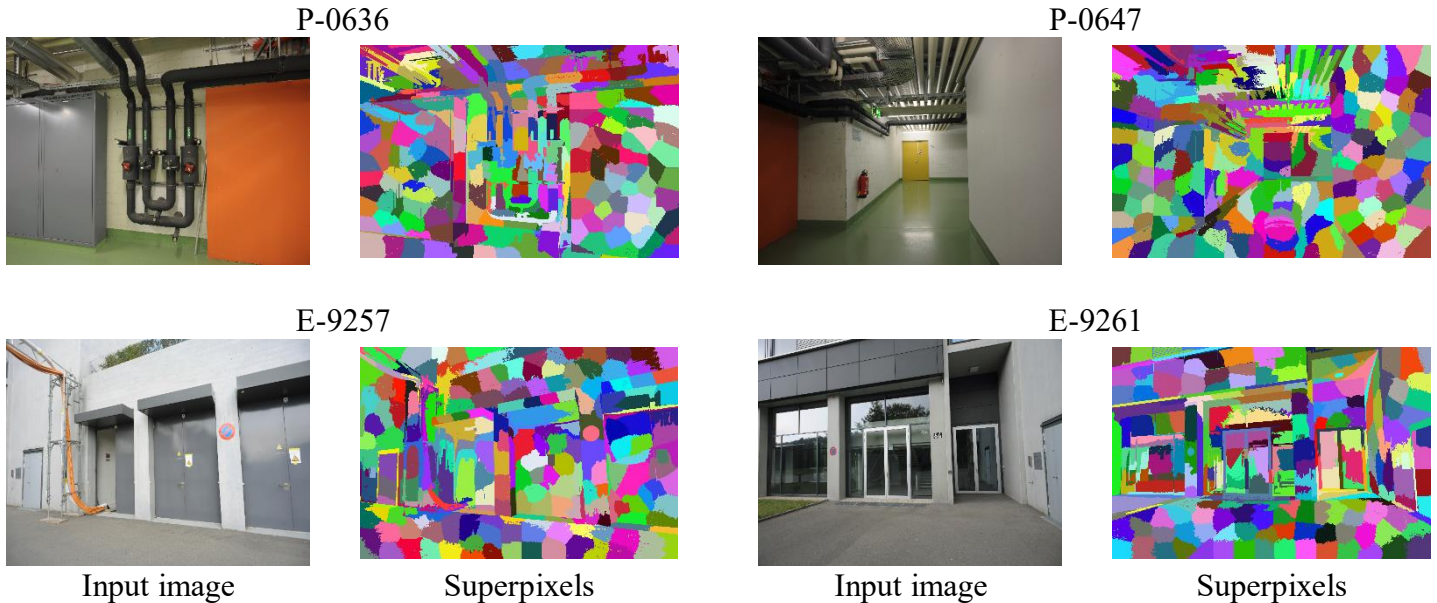 P-0636
P-0647
E-9257
E-9261
Input image
Superpixels
Input image
Superpixels